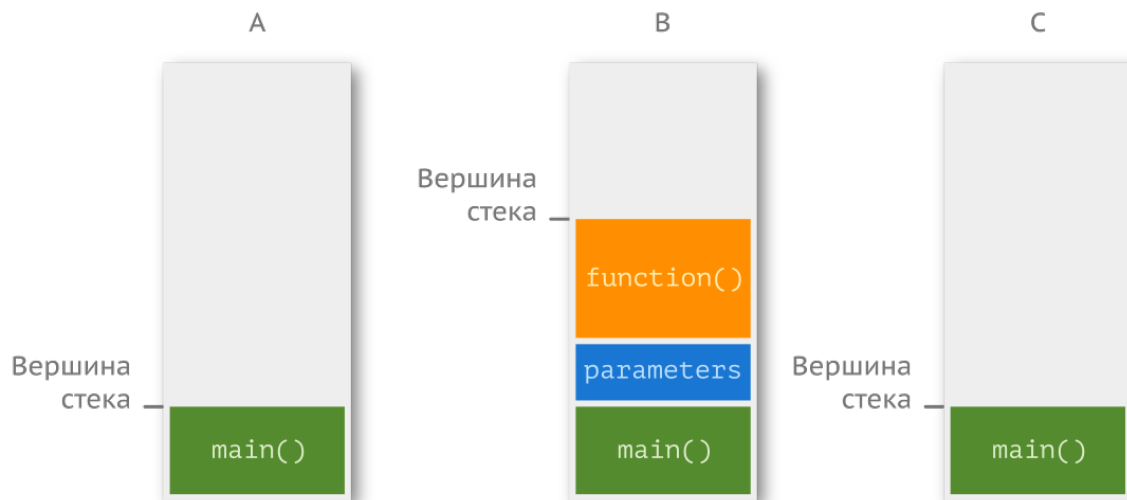 A
B
C
Вершина
стека
function()
parameters
main()
Вершина
стека
main()
Вершина
стека
main()